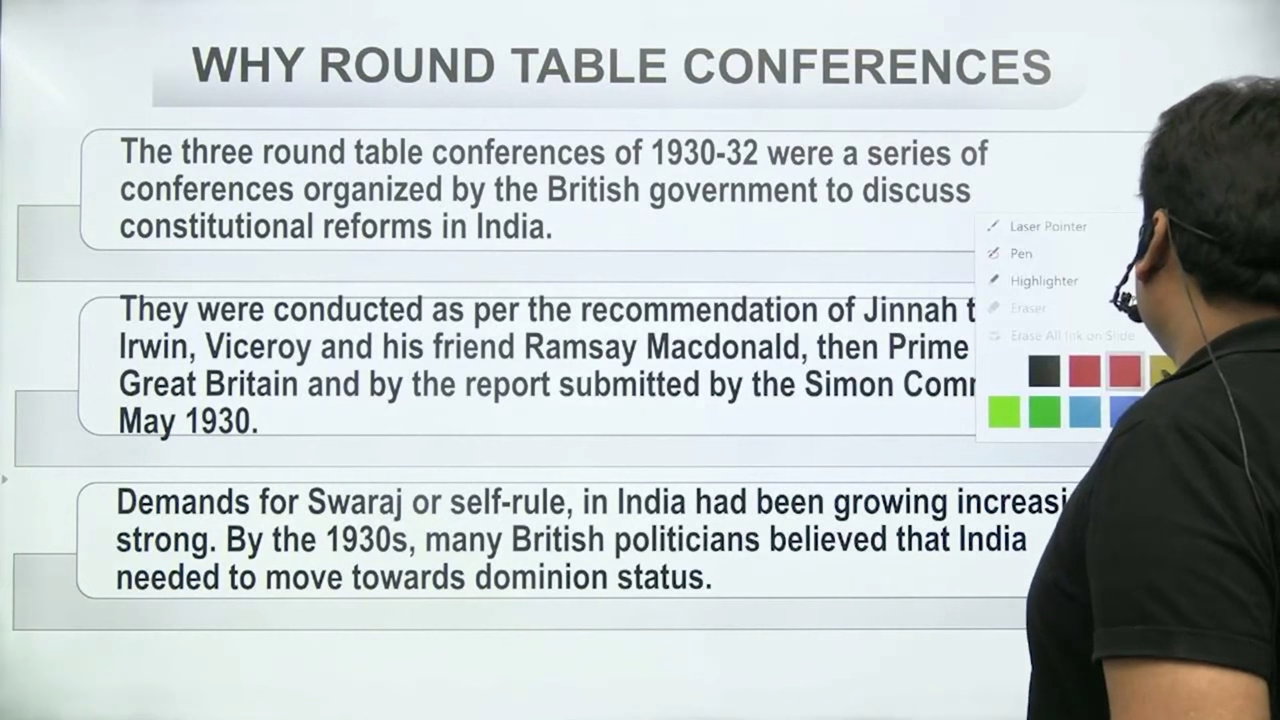 WHY ROUND TABLE CONFERENCES
The three round table conferences of 1930-32 were a series of
conferences organized by the British government to discuss
constitutional reforms in India.
They were conducted as per the recommendation of Jinnah
Irwin, Viceroy and his friend Ramsay Macdonald, then Prime
Great Britain and by the report submitted by the Simon
May 1930.
Demands for Swaraj or self-rule, in India had been growing
strong. By the 1930s, many British politicians believed that India
needed to move towards dominion status.
Laser Pointer
Pen
Highlighter
Eraser
Erase All Ink on Slide